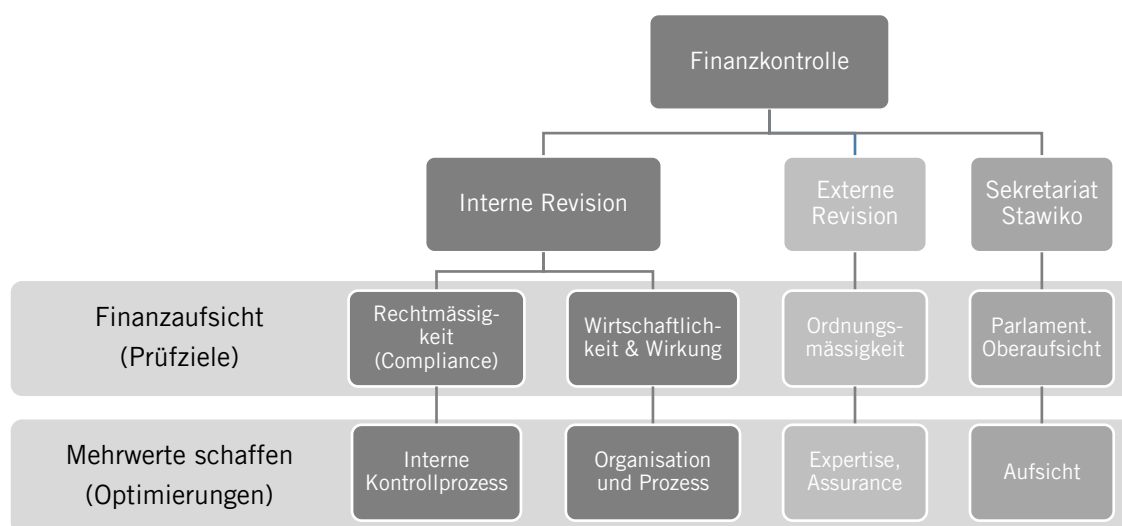 Finanzkontrolle
Interne Revision
Externe
Revision
Sekretariat
Stawiko
Finanzaufsicht
(Prüfziele)
Rechtmässig-
keit
(Compliance)
Wirtschaftlich-
keit & Wirkung
Ordnungs-
mässigkeit
Parlament.
Oberaufsicht
Mehrwerte schaffen
(Optimierungen)
Interne
Kontrollprozess
Organisation
und Prozess
Expertise,
Assurance
Aufsicht